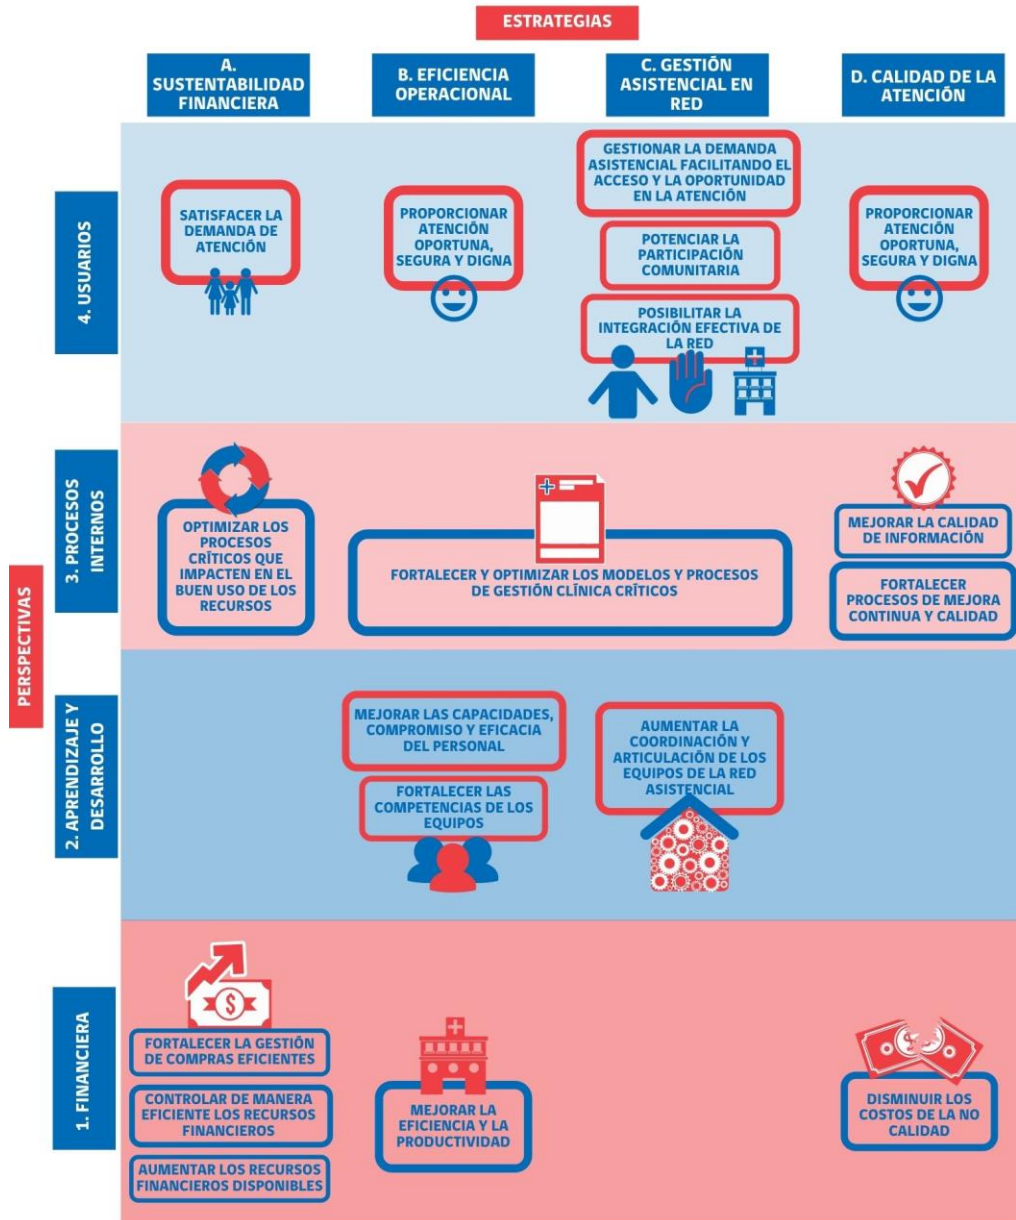 ESTRATEGIAS
A.
SUSTENTABILIDAD
FINANCIERA
B. EFICIENCIA
OPERACIONAL
C. GESTIÓN
ASISTENCIAL EN
RED
D. CALIDAD DE LA
ATENCIÓN
PERSPECTIVAS
4. USUARIOS
SATISFACER LA
DEMANDA DE
ATENCIÓN
PROPORCIONAR
ATENCIÓN
OPORTUNA,
SEGURA Y DIGNA
GESTIONAR LA DEMANDA
ASISTENCIAL FACILITANDO EL
ACCESO Y LA OPORTUNIDAD
EN LA ATENCIÓN
POTENCIAR LA
PARTICIPACIÓN
COMUNITARIA
POSIBILITAR LA
INTEGRACIÓN EFECTIVA DE
LA RED
PROPORCIONAR
ATENCIÓN
OPORTUNA,
SEGURA Y DIGNA
3. PROCESOS
INTERNOS
OPTIMIZAR LOS
PROCESOS
CRÍTICOS QUE
IMPACTEN EN EL
BUEN USO DE LOS
RECURSOS
FORTALECER Y OPTIMIZAR LOS MODELOS Y PROCESOS
DE GESTIÓN CLÍNICA CRÍTICOS
MEJORAR LA CALIDAD
DE INFORMACIÓN
FORTALECER
PROCESOS DE MEJORA
CONTINUA Y CALIDAD
2. APRENDIZAJE Y
DESARROLLO
MEJORAR LAS CAPACIDADES,
COMPROMISO Y EFICACIA
DEL PERSONAL
FORTALECER LAS
COMPETENCIAS DE LOS
EQUIPOS
AUMENTAR LA
COORDINACIÓN Y
ARTICULACIÓN DE LOS
EQUIPOS DE LA RED
ASISTENCIAL
1. FINANCIERA
$
FORTALECER LA GESTIÓN
DE COMPRAS EFICIENTES
CONTROLAR DE MANERA
EFICIENTE LOS RECURSOS
FINANCIEROS
AUMENTAR LOS RECURSOS
FINANCIEROS DISPONIBLES
MEJORAR LA
EFICIENCIA Y LA
PRODUCTIVIDAD
DISMINUIR LOS
COSTOS DE LA NO
CALIDAD